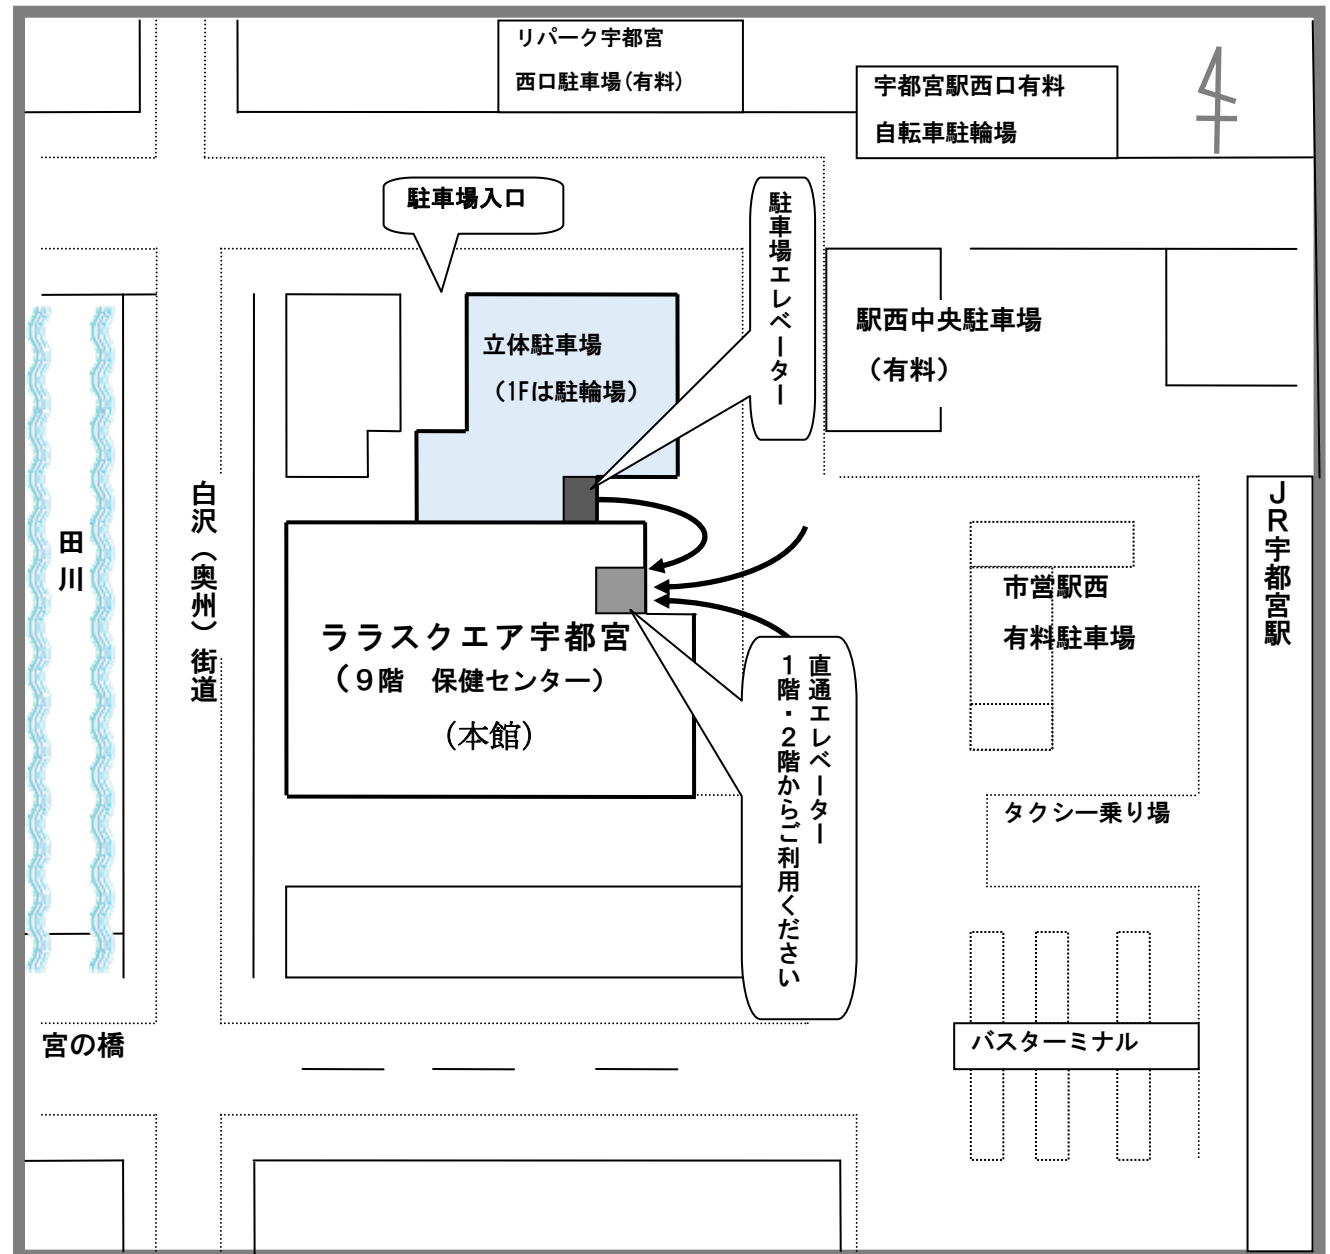 リパーク宇都宮
西口駐車場(有料)
宇都宮駅西口有料
自転車駐輪場
駐車場入口
駐車場エレベーター
立体駐車場
（1Fは駐輪場）
駅西中央駐車場
（有料）
田川
白沢（奥州）街道
ＪＲ宇都宮駅
市営駅西
有料駐車場
ララスクエア宇都宮
（９階　保健センター）
（本館）
直通エレベーター
１階・２階からご利用ください
タクシー乗り場
宮の橋
バスターミナル